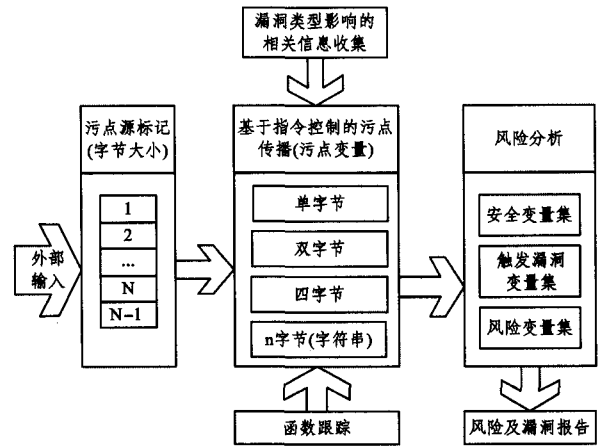 漏洞类型影响的
相关信息收集
污点源标记
(字节大小)
基于指令控制的污点
传播(污点变量)
风险分析
外部
输入
1
2
...
N
N-1
单字节
双字节
四字节
n字节(字符串)
安全变量集
触发漏洞
变量集
风险变量集
函数跟踪
风险及漏洞报告